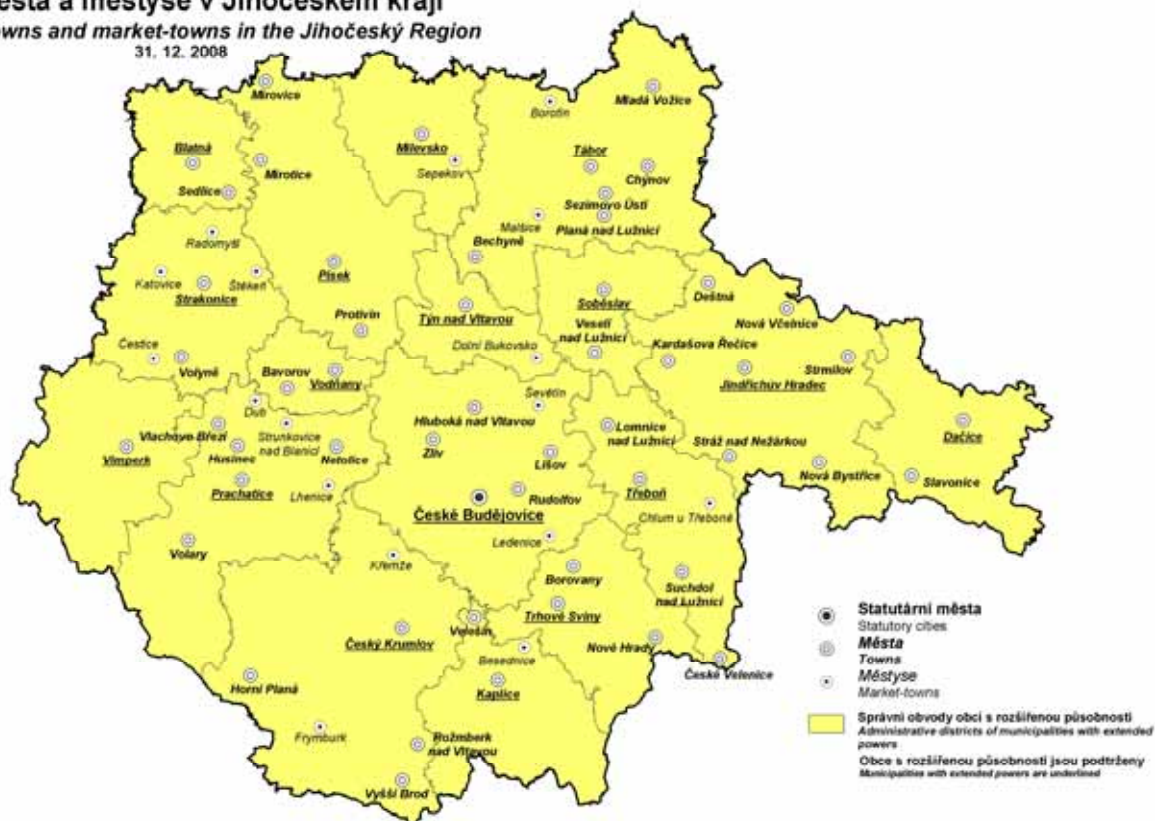 města a městyse v Jihočeském kraji
owns and market-towns in the Jihočeský Region
31. 12. 2008
Mirovice
Mladá Vožice
Borotín
Blatná
Milevsko
Tábor
Mirotice
Sepekov
Chýnov
Sedlice
Sezimovo Ústí
Malšice
Planá nad Lužnicí
Radomyšl
Bechyně
Katovice
Štěkeň
Písek
Strakonice
Soběslav
Deštná
Protivín
Týn nad Vltavou
Veselí
nad Lužnicí
Nová Včelnice
Čestice
Dolní Bukovsko
Kardašova Řečice
Volyně
Bavorov
Vodňany
Jindřichův Hradec
Strmilov
Ševětín
Dub
Hluboká nad Vltavou
Lomnice
nad Lužnicí
Dačice
Vlachovo Březí
Strunkovice
nad Blanicí
Stráž nad Nežárkou
Vimperk
Husinec
Netolice
Zliv
Lišov
Nová Bystřice
Slavonice
Prachatice
Lhenice
Rudolfov
Třeboň
České Budějovice
Chlum u Třeboně
Ledenice
Volary
Křemže
Borovany
Suchdol
nad Lužnicí
Trhové Sviny
Velešín
Český Krumlov
Nové Hrady
Besednice
České Velenice
Horní Planá
Kaplice
Frymburk
Rožmberk
nad Vltavou
Vyšší Brod
Statutární města
Statutory cities
Města
Towns
Městyse
Market-towns
Správní obvody obcí s rozšířenou působností
Administrative districts of municipalities with extended
powers
Obce s rozšířenou působností jsou podtrženy
Municipalities with extended powers are underlined